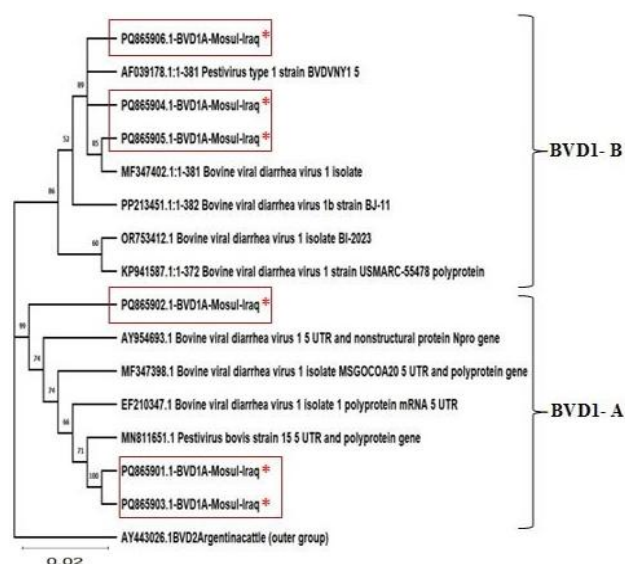 PQ865906.1-BVD1A-Mosul-Iraq *
AF039178.1:1-381 Pestivirus type 1 strain BVDVNY1 5
89
PQ865904.1-BVD1A-Mosul-Iraq *
52
PQ865905.1-BVD1A-Mosul-Iraq *
85
BVD1- B
MF347402.1:1-381 Bovine viral diarrhea virus 1 isolate
86
PP213451.1:1-382 Bovine viral diarrhea virus 1b strain BJ-11
OR753412.1 Bovine viral diarrhea virus 1 isolate BI-2023
60
KP941587.1:1-372 Bovine viral diarrhea virus 1 strain USMARC-55478 polyprotein
PQ865902.1-BVD1A-Mosul-Iraq *
99
AY954693.1 Bovine viral diarrhea virus 1 5 UTR and nonstructural protein Npro gene
74
MF347398.1 Bovine viral diarrhea virus 1 isolate MSGOCOA20 5 UTR and polyprotein gene
74
EF210347.1 Bovine viral diarrhea virus 1 isolate 1 polyprotein mRNA 5 UTR
BVD1- A
66
MN811651.1 Pestivirus bovis strain 15 5 UTR and polyprotein gene
71
PQ865901.1-BVD1A-Mosul-Iraq *
100
PQ865903.1-BVD1A-Mosul-Iraq *
AY443026.1BVD2Argentinacattle (outer group)